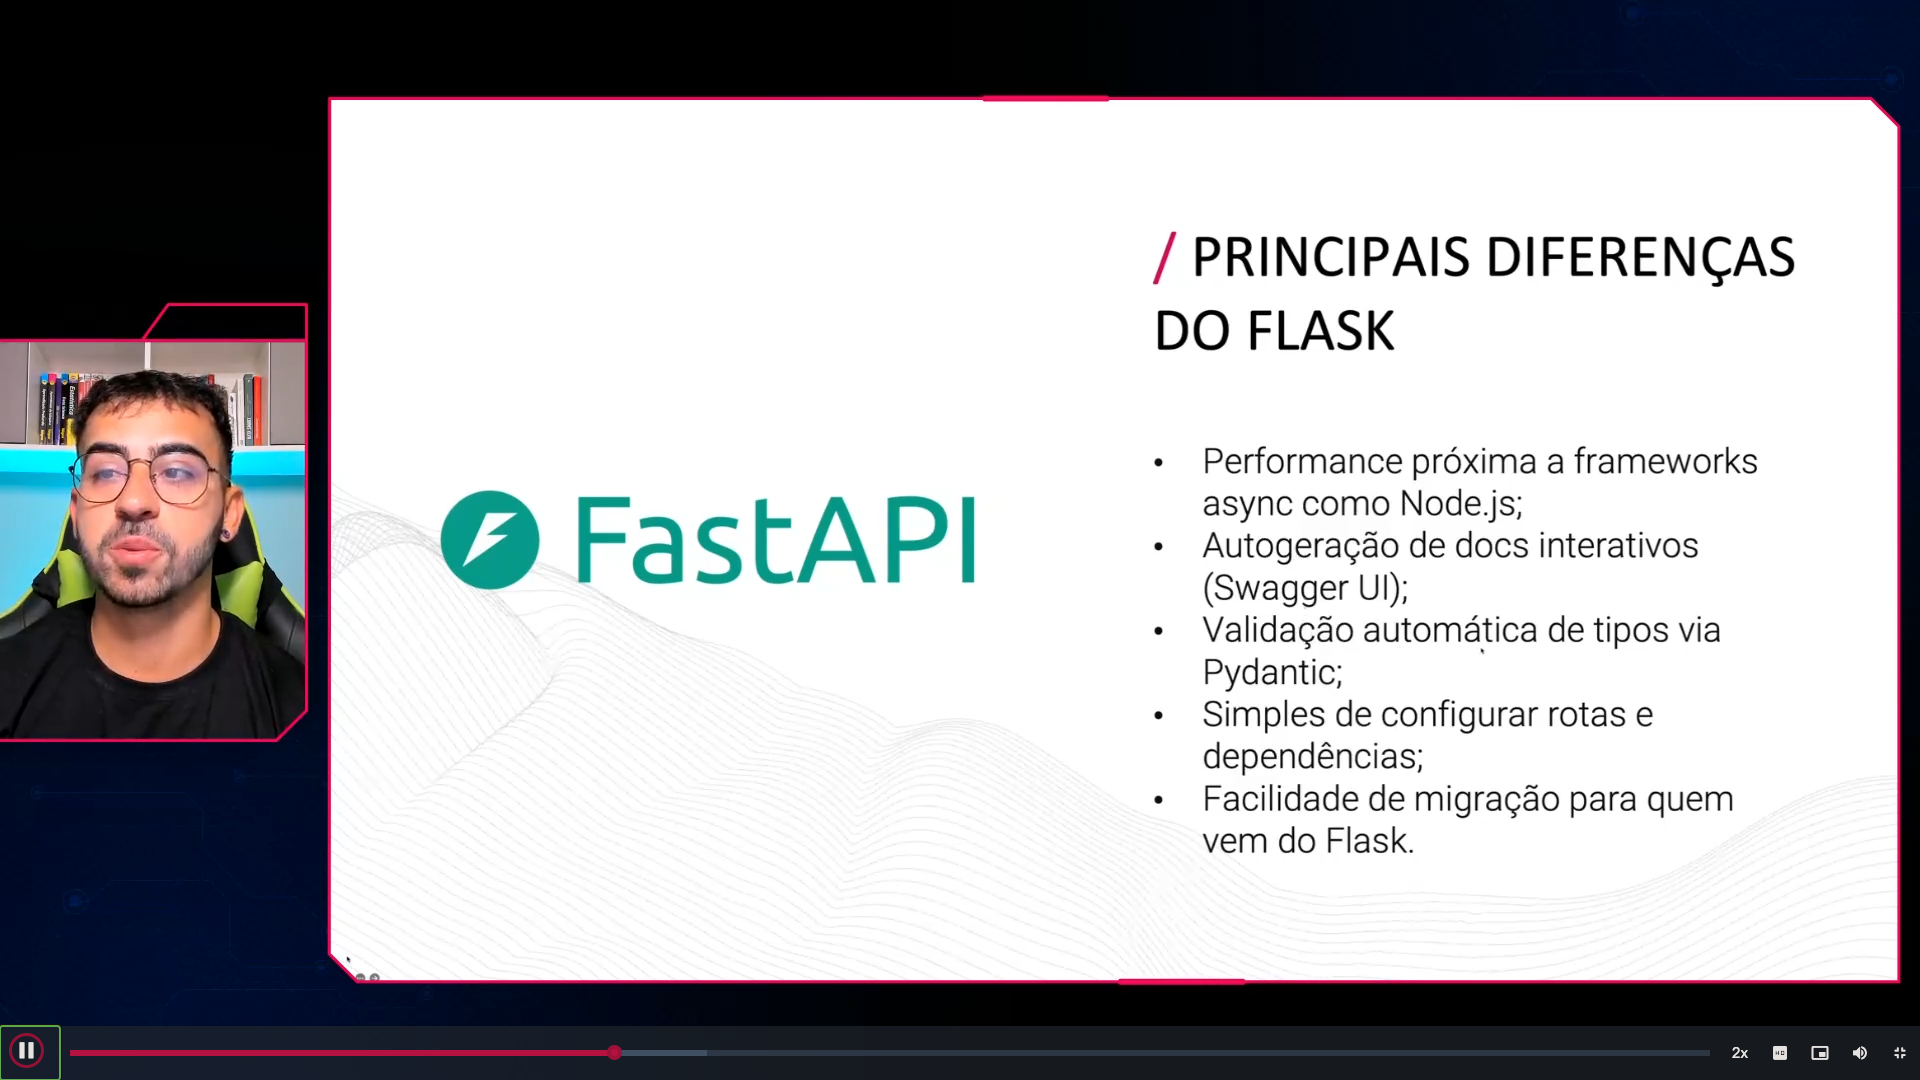 / PRINCIPAIS DIFERENÇAS
DO FLASK
FastAPI
• Performance próxima a frameworks
async como Node.js;
• Autogeração de docs interativos
(Swagger UI);
• Validação automática de tipos via
Pydantic;
• Simples de configurar rotas e
dependências;
• Facilidade de migração para quem
vem do Flask.
2x
HD